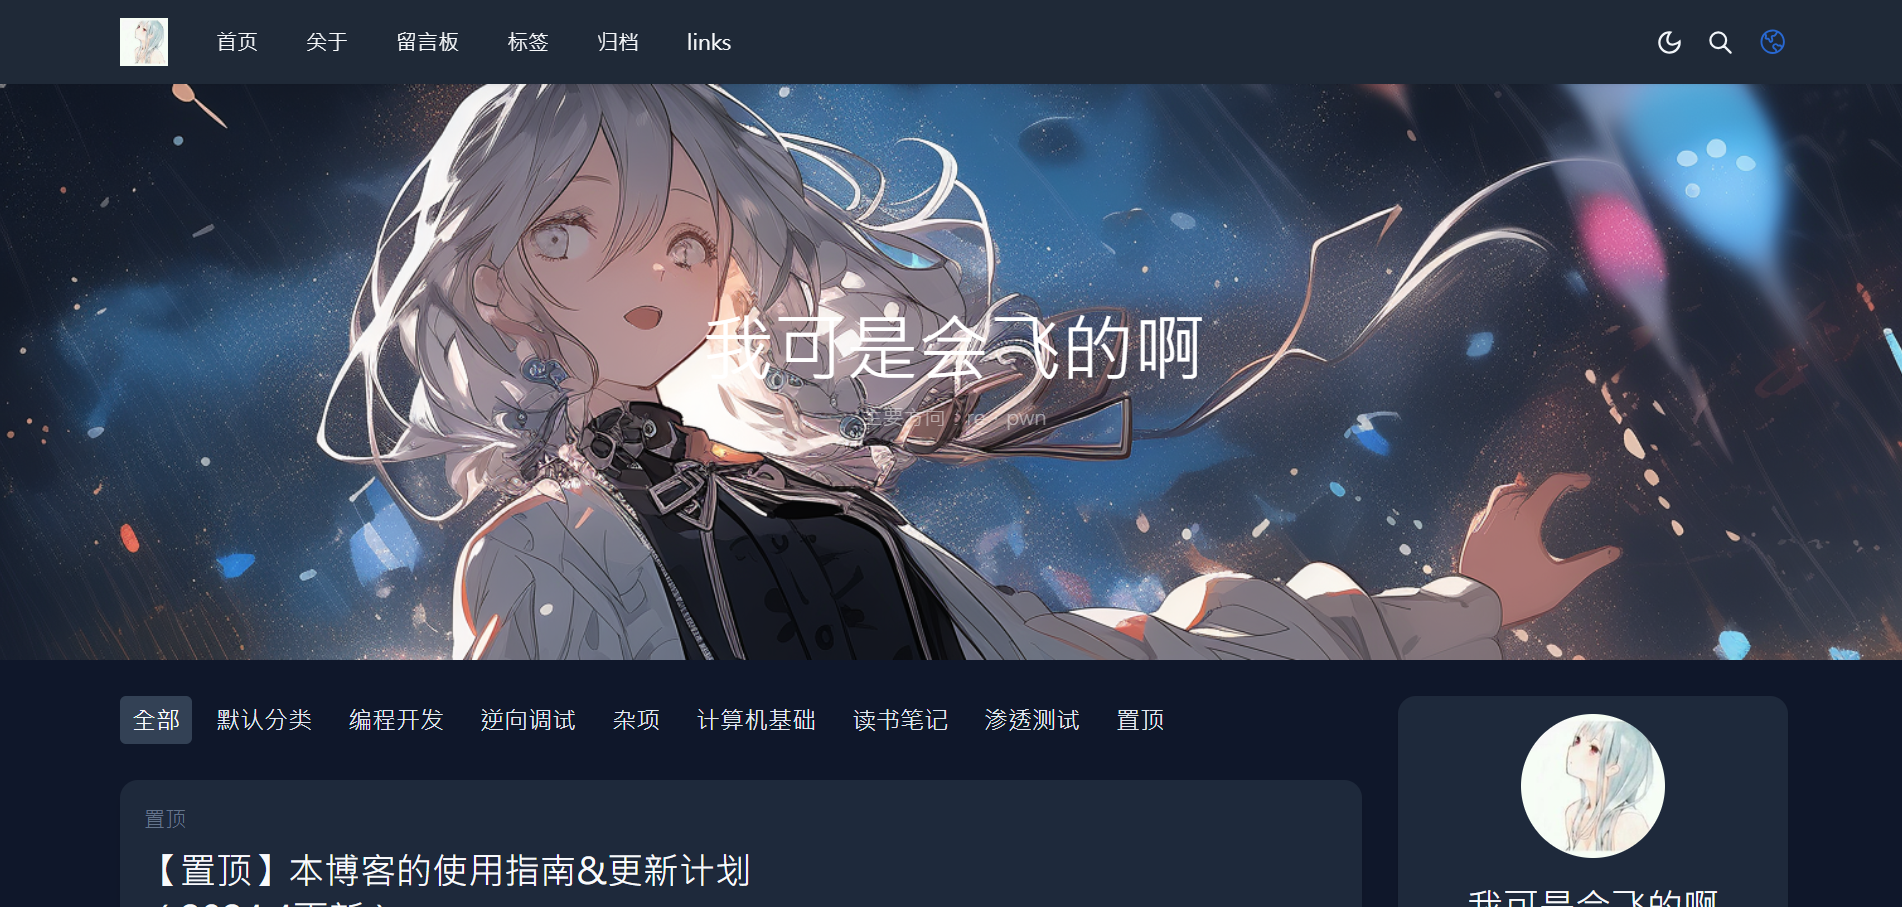 首页 关于 留言板 标签 归档 links
我可是会飞的啊
主要方向・re・pwn
全部 默认分类 编程开发 逆向调试 杂项 计算机基础 读书笔记 渗透测试 置顶
置顶
【置顶】本博客的使用指南&更新计划
（2024.4更新）
我可是会飞的啊